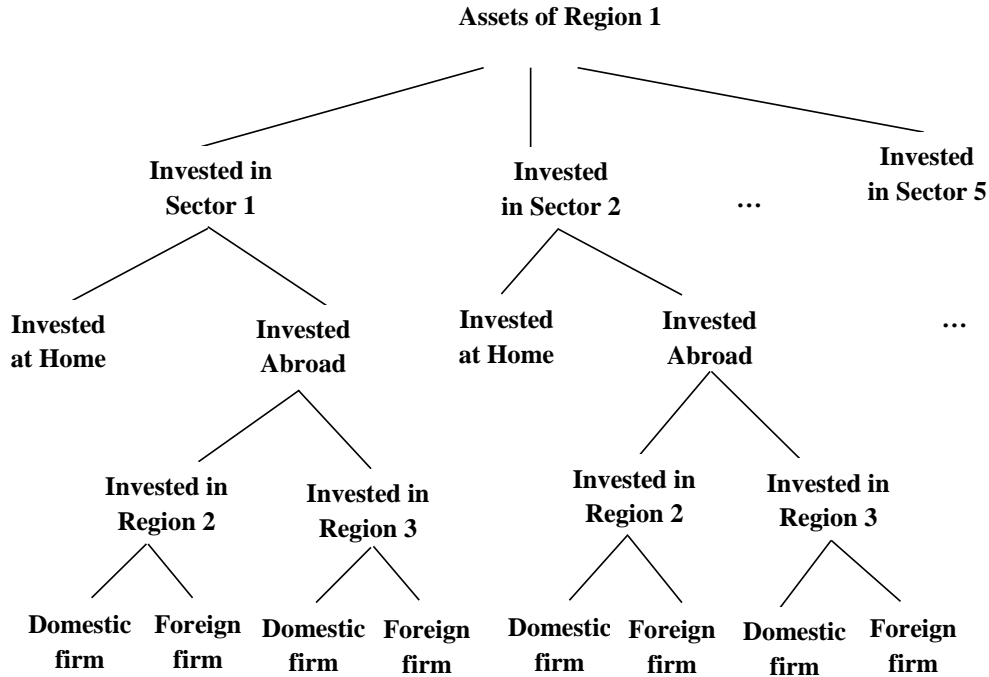 Assets of Region 1
Invested in
Sector 1
Invested
in Sector 2
…
Invested
in Sector 5
Invested
at Home
Invested
Abroad
Invested
at Home
Invested
Abroad
…
Invested in
Region 2
Invested in
Region 3
Invested in
Region 2
Invested in
Region 3
Domestic
firm
Foreign
firm
Domestic
firm
Foreign
firm
Domestic
firm
Foreign
firm
Domestic
firm
Foreign
firm